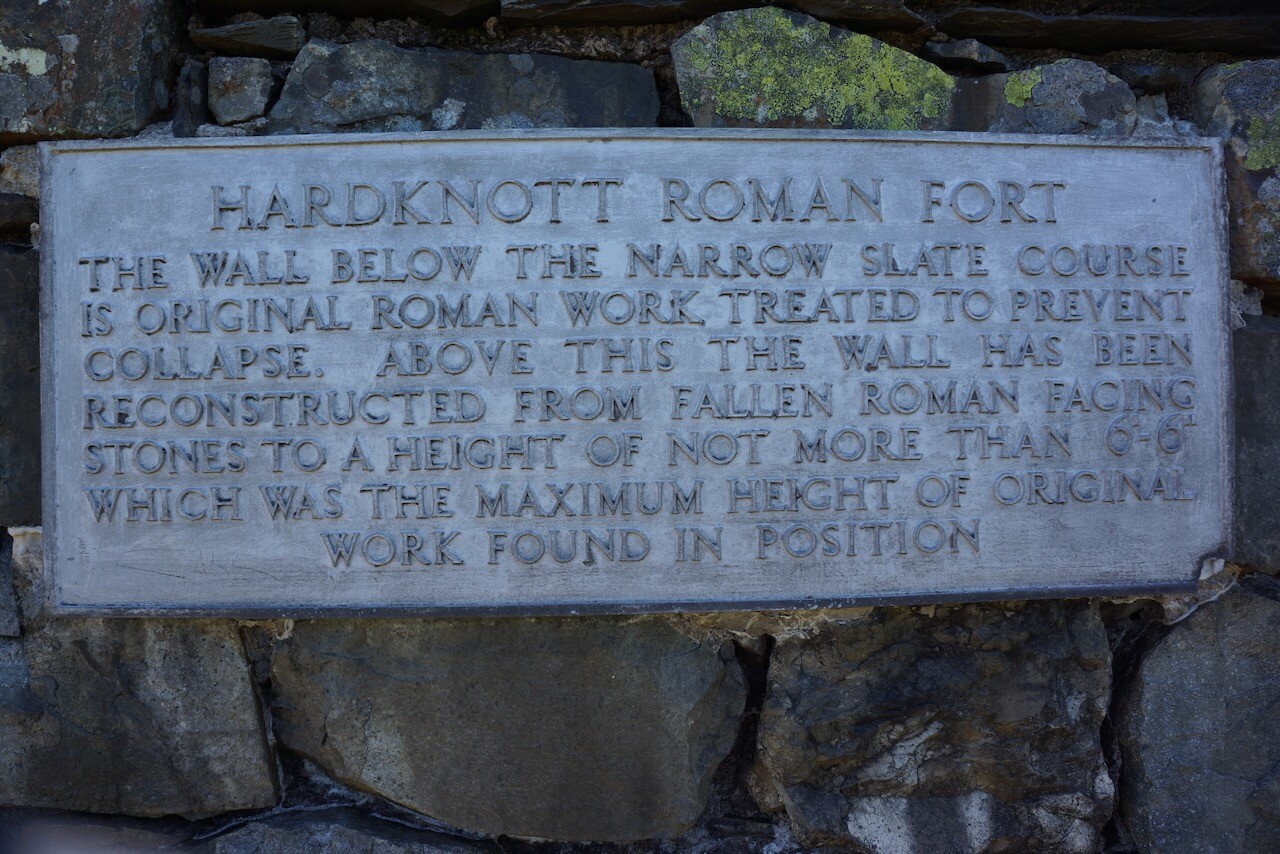 HARDKNOTT ROMAN FORT
THE WALL BELOW THE NARROW SLATE COURSE
IS ORIGINAL ROMAN WORK TREATED TO PREVENT
COLLAPSE. ABOVE THIS THE WALL HAS BEEN
RECONSTRUCTED FROM FALLEN ROMAN FACING
STONES TO A HEIGHT OF NOT MORE THAN 6'-6"
WHICH WAS THE MAXIMUM HEIGHT OF ORIGINAL
WORK FOUND IN POSITION